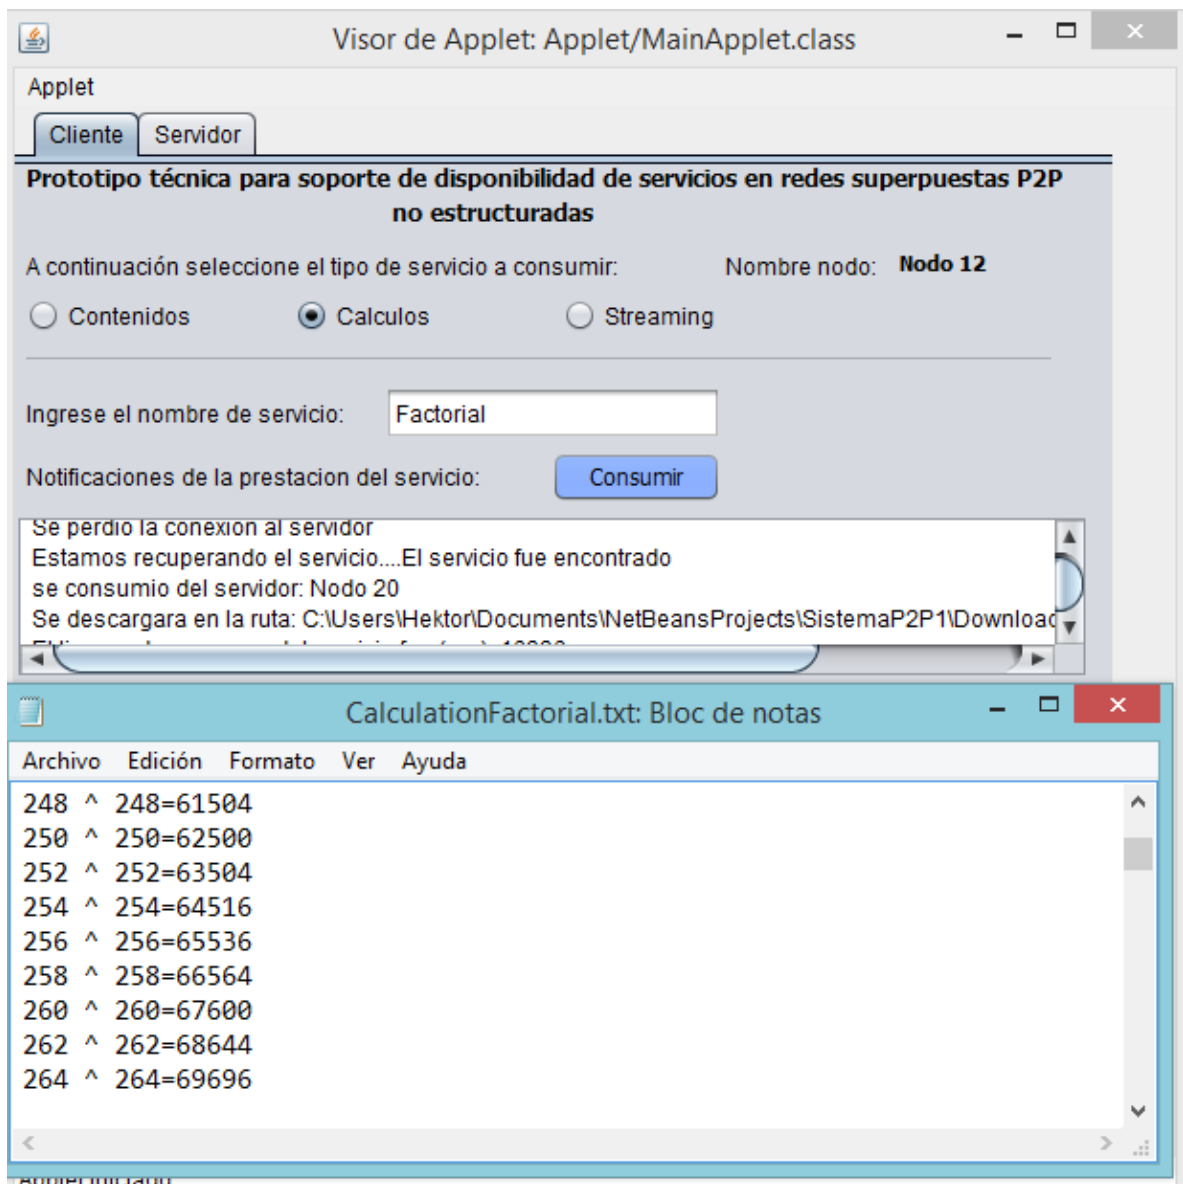 Visor de Applet: Applet/MainApplet.class
Applet
Cliente Servidor
Prototipo técnica para soporte de disponibilidad de servicios en redes superpuestas P2P
no estructuradas
A continuación seleccione el tipo de servicio a consumir: Nombre nodo: Nodo 12
Contenidos Calculos Streaming
Ingrese el nombre de servicio: Factorial
Notificaciones de la prestacion del servicio: Consumir
Se perdio la conexion al servidor
Estamos recuperando el servicio....El servicio fue encontrado
se consumio del servidor: Nodo 20
Se descargara en la ruta: C:\Users\Hektor\Documents\NetBeansProjects\SistemaP2P1\Downloac
CalculationFactorial.txt: Bloc de notas
Archivo Edición Formato Ver Ayuda
248 ^ 248=61504
250 ^ 250=62500
252 ^ 252=63504
254 ^ 254=64516
256 ^ 256=65536
258 ^ 258=66564
260 ^ 260=67600
262 ^ 262=68644
264 ^ 264=69696